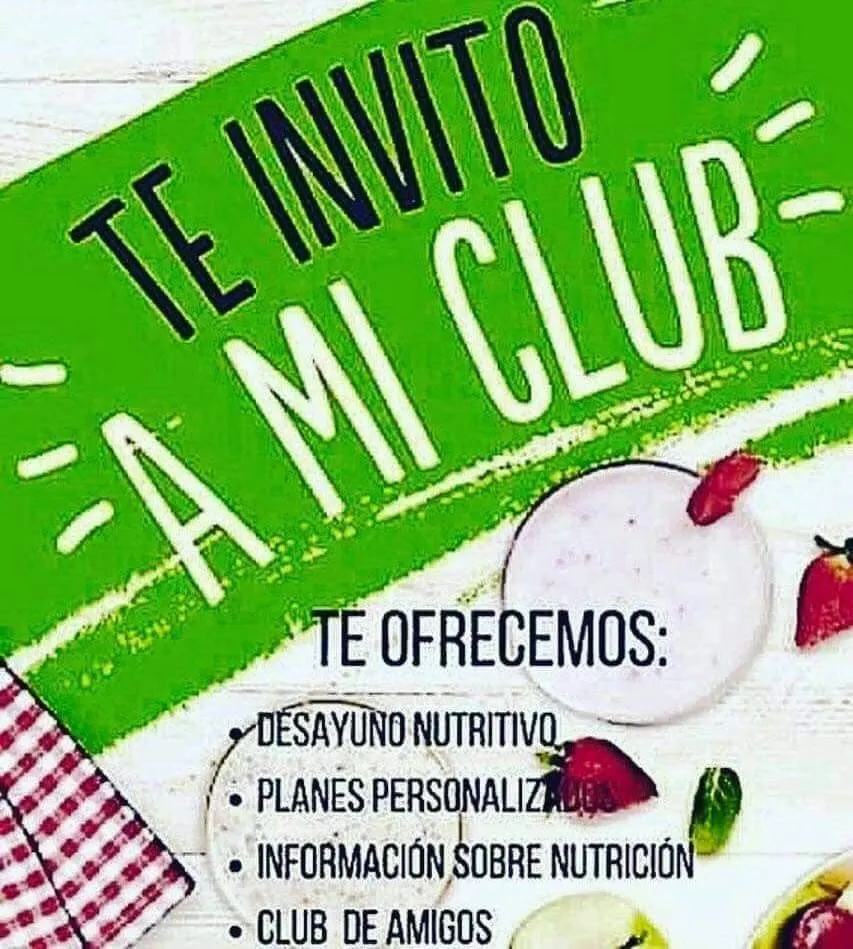 TE INVITO
A MI CLUB
TE OFRECEMOS:
• DESAYUNO NUTRITIVO
• PLANES PERSONALIZADOS
• INFORMACIÓN SOBRE NUTRICIÓN
• CLUB DE AMIGOS